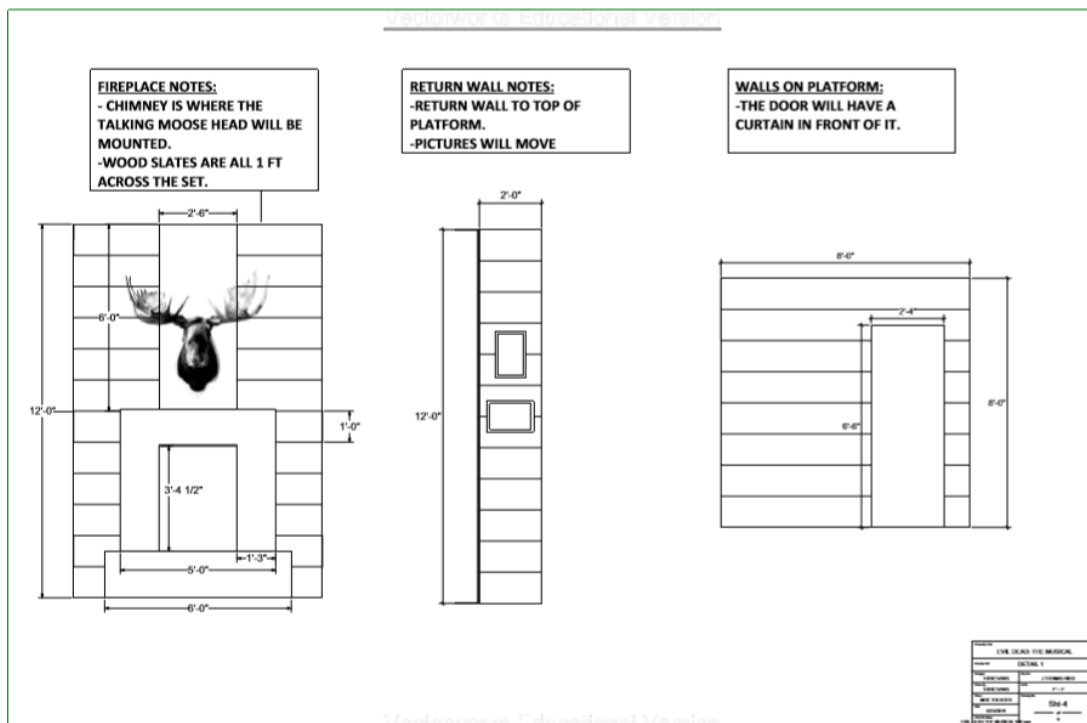 Vectorworks Educational Version
FIREPLACE NOTES:
- CHIMNEY IS WHERE THE
TALKING MOOSE HEAD WILL BE
MOUNTED.
-WOOD SLATES ARE ALL 1 FT
ACROSS THE SET.
RETURN WALL NOTES:
-RETURN WALL TO TOP OF
PLATFORM.
-PICTURES WILL MOVE
WALLS ON PLATFORM:
-THE DOOR WILL HAVE A
CURTAIN IN FRONT OF IT.
2'-6"
6'-0"
12'-0"
1'-0"
3'-4 1/2"
1'-3"
5'-0"
6'-0"
2'-0"
12'-0"
8'-0"
2'-4"
6'-6"
8'-0"
EVIL DEAD: THE MUSICAL
DETAIL 1
Sht-4
Vectorworks Educational Version